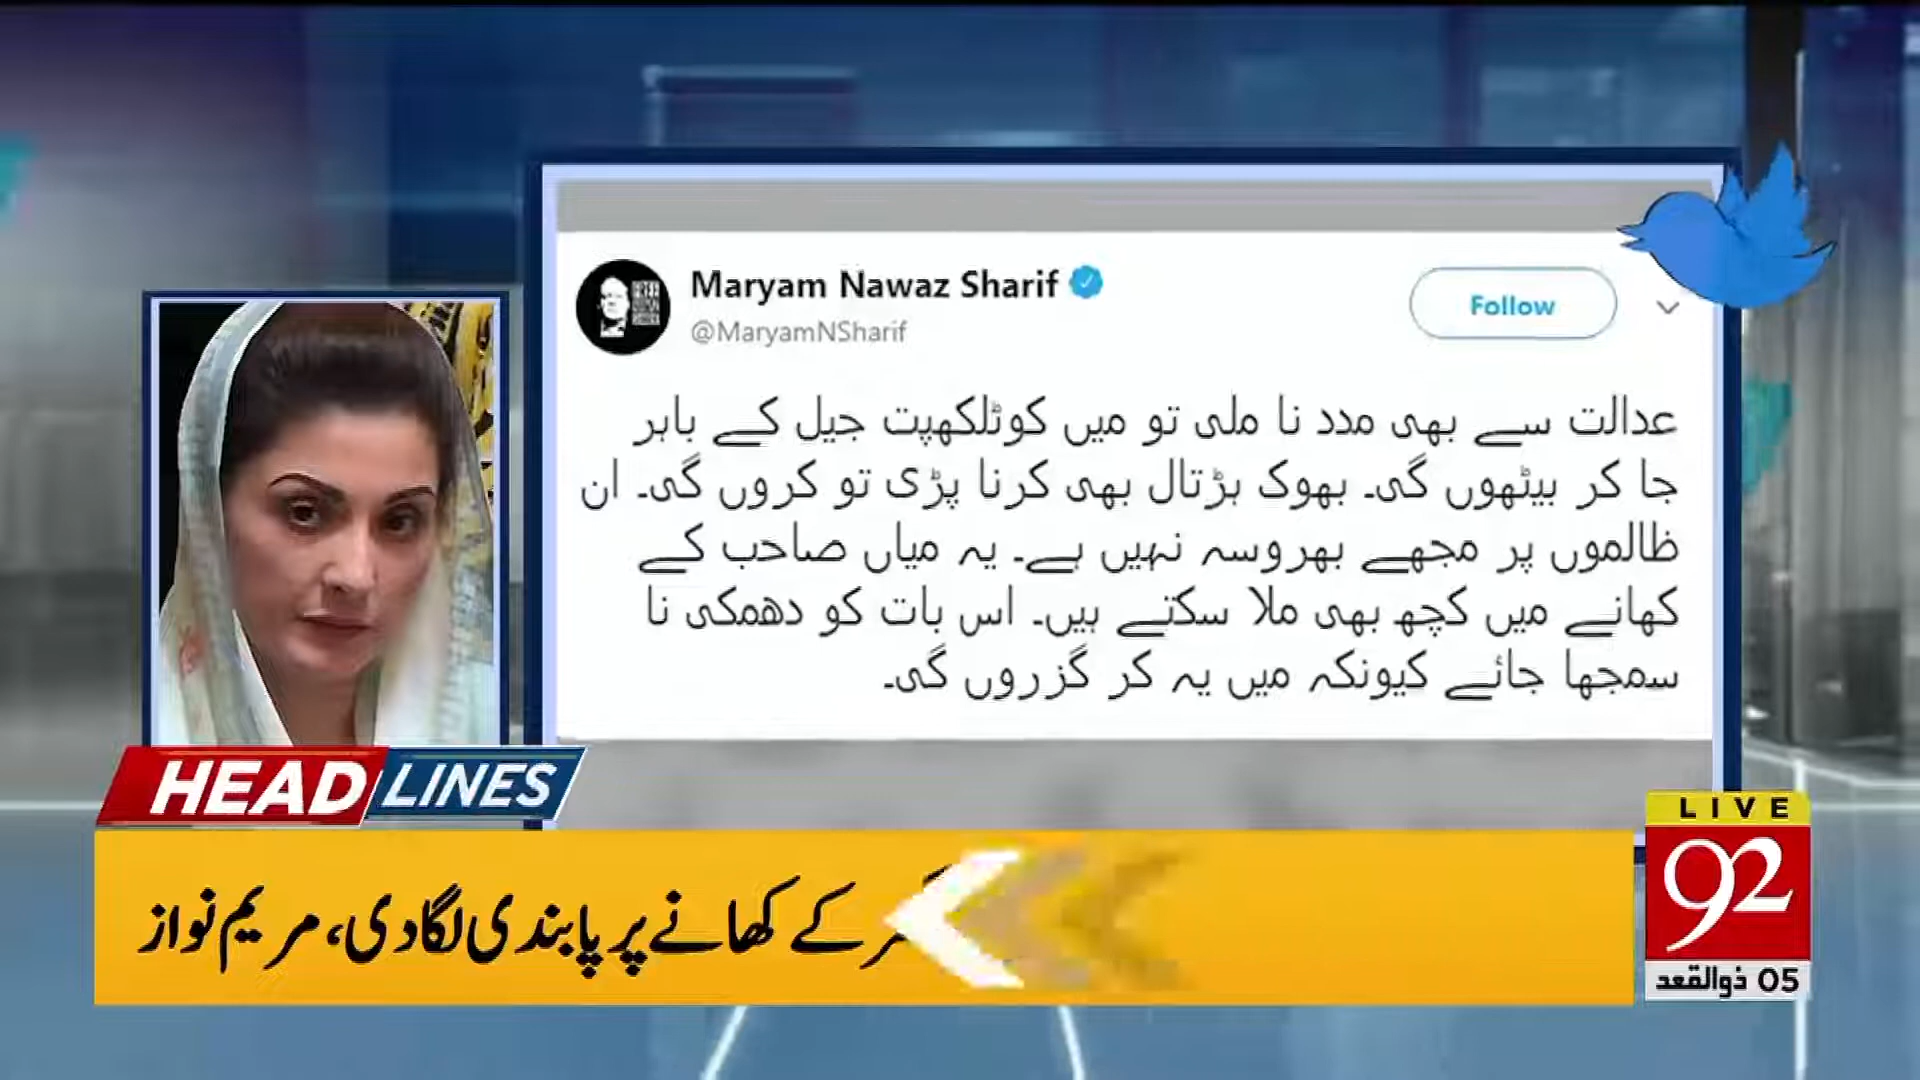 Maryam Nawaz Sharif
@MaryamNSharif
Follow
عدالت سے بھی مدد نا ملی تو میں کوٹلکھپت جیل کے باہر
جا کر بیٹھوں گی۔ بھوک ہڑتال بھی کرنا پڑی تو کروں گی۔ ان
ظالموں پر مجھے بھروسہ نہیں ہے۔ یہ میاں صاحب کے
کھانے میں کچھ بھی ملا سکتے ہیں۔ اس بات کو دھمکی نا
سمجھا جائے کیونکہ میں یہ کر گزروں گی۔
HEADLINES
کے کھانے پر پابندی لگا دی، مریم نواز
LIVE
92
05 ذوالقعد